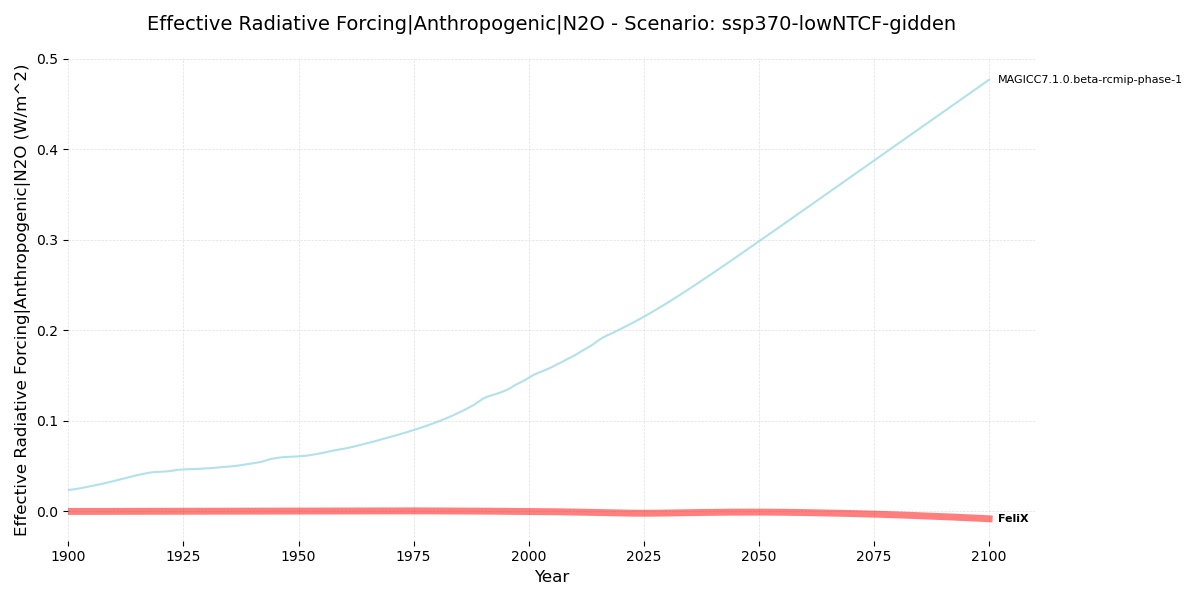 Effective Radiative Forcing|Anthropogenic|N2O - Scenario: ssp370-lowNTCF-gidden
Effective Radiative Forcing|Anthropogenic|N2O (W/m^2)
0.5
0.4
0.3
0.2
0.1
0.0
MAGICC7.1.0.beta-rcmip-phase-1
FeliX
1900 1925 1950 1975 2000 2025 2050 2075 2100
Year